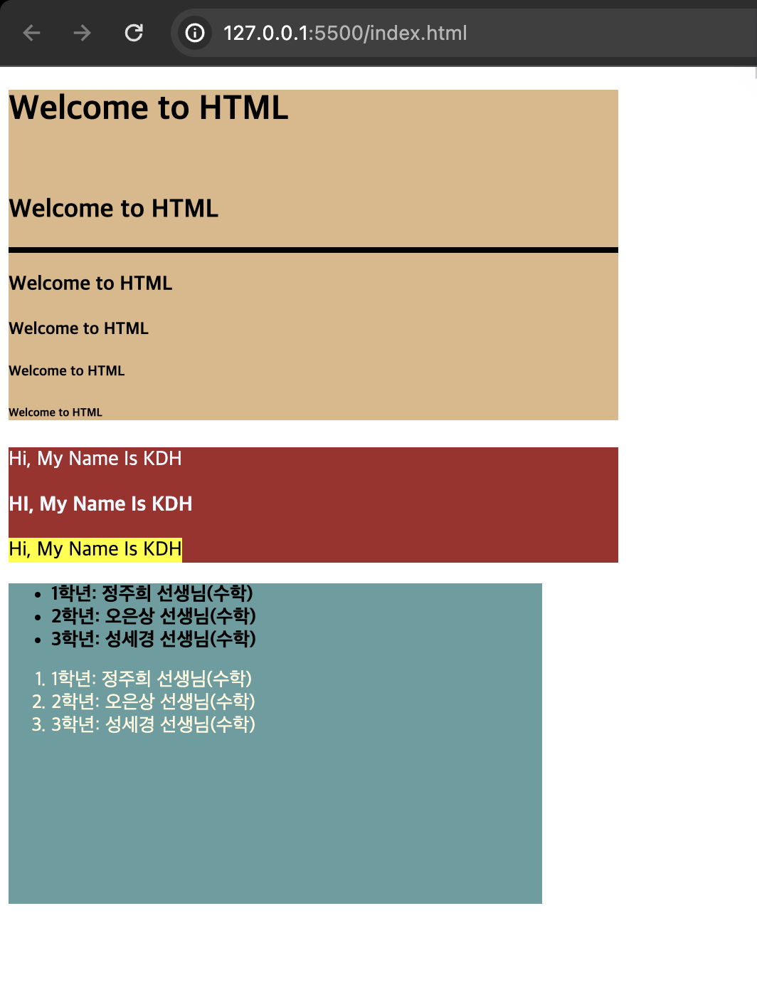 127.0.0.1:5500/index.html
Welcome to HTML
Welcome to HTML
Welcome to HTML
Welcome to HTML
Welcome to HTML
Welcome to HTML
Hi, My Name Is KDH
HI, My Name Is KDH
Hi, My Name Is KDH
• 1학년: 정주희 선생님(수학)
• 2학년: 오은상 선생님(수학)
• 3학년: 성세경 선생님(수학)
1. 1학년: 정주희 선생님(수학)
2. 2학년: 오은상 선생님(수학)
3. 3학년: 성세경 선생님(수학)